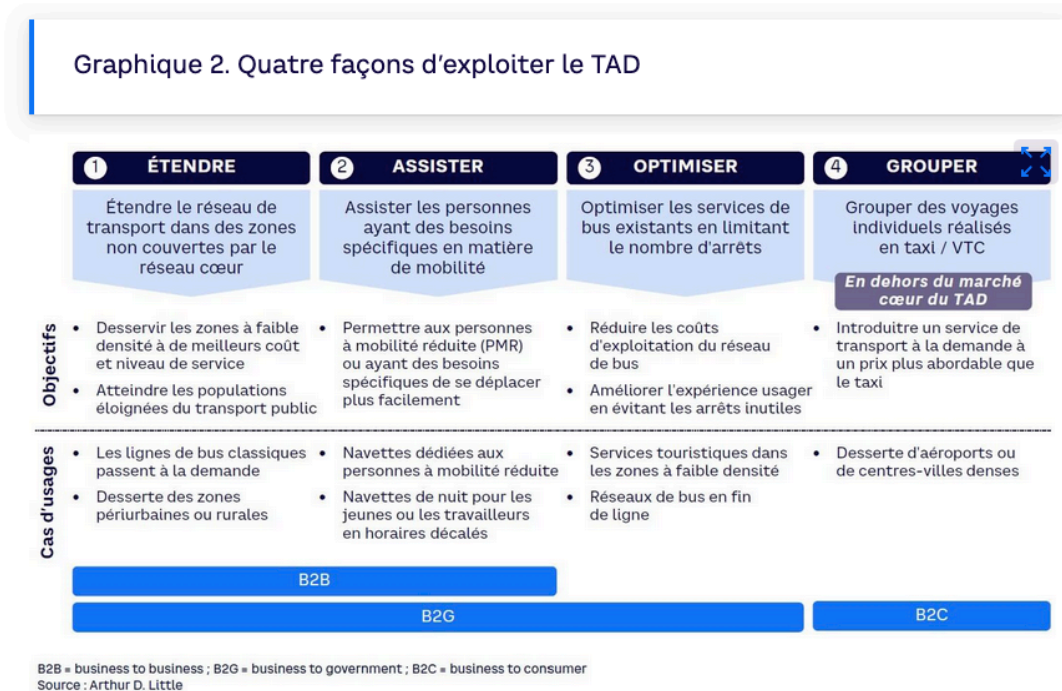 Graphique 2. Quatre façons d'exploiter le TAD
1 ÉTENDRE
Étendre le réseau de
transport dans des zones
non couvertes par le
réseau cœur
2 ASSISTER
Assister les personnes
ayant des besoins
spécifiques en matière
de mobilité
3 OPTIMISER
Optimiser les services de
bus existants en limitant
le nombre d'arrêts
4 GROUPER
Grouper des voyages
individuels réalisés
en taxi / VTC
En dehors du marché
cœur du TAD
Objectifs
• Desservir les zones à faible
densité à de meilleurs coût
et niveau de service
• Atteindre les populations
éloignées du transport public
• Permettre aux personnes
à mobilité réduite (PMR)
ou ayant des besoins
spécifiques de se déplacer
plus facilement
• Réduire les coûts
d'exploitation du réseau
de bus
• Améliorer l'expérience usager
en évitant les arrêts inutiles
• Introduitre un service de
transport à la demande à
un prix plus abordable que
le taxi
Cas d'usages
• Les lignes de bus classiques
passent à la demande
• Desserte des zones
périurbaines ou rurales
• Navettes dédiées aux
personnes à mobilité réduite
• Navettes de nuit pour les
jeunes ou les travailleurs
en horaires décalés
• Services touristiques dans
les zones à faible densité
• Réseaux de bus en fin
de ligne
• Desserte d'aéroports ou
de centres-villes denses
B2B
B2G
B2C
B2B = business to business ; B2G = business to government ; B2C = business to consumer
Source : Arthur D. Little